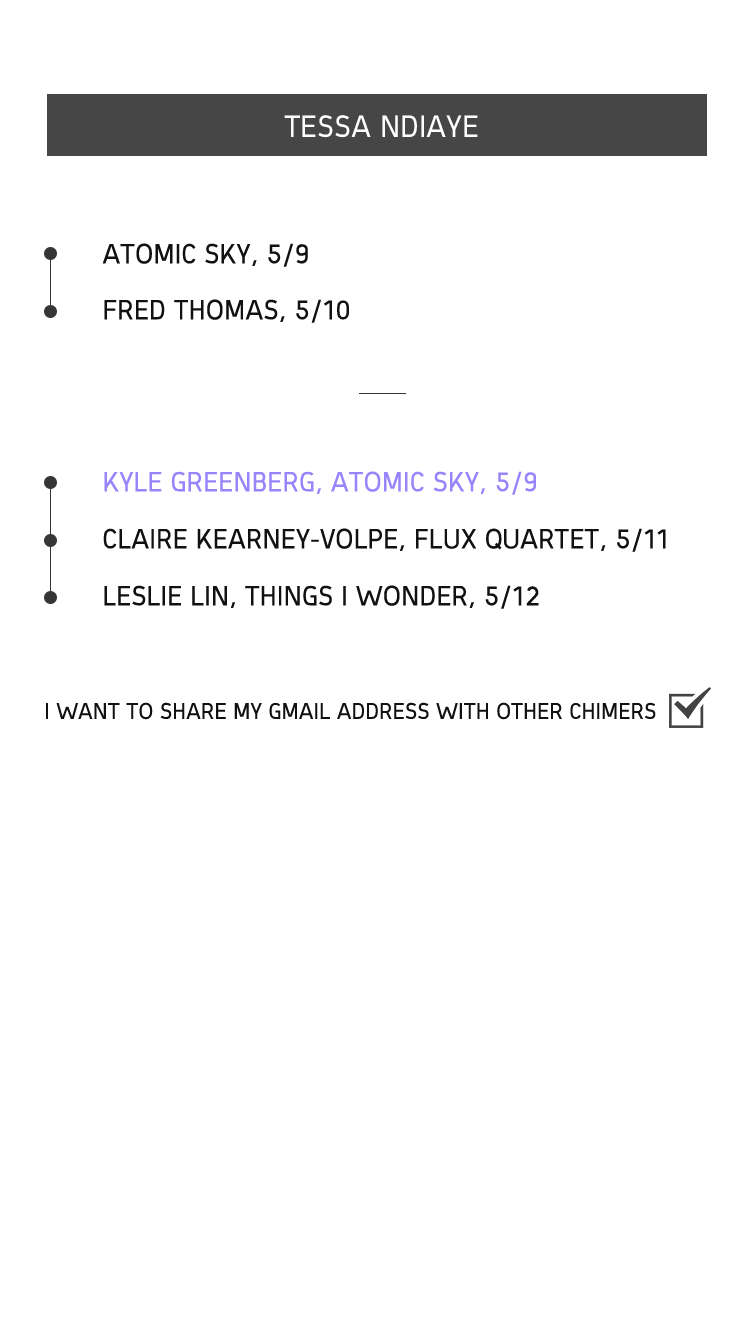 TESSA NDIAYE
ATOMIC SKY, 5/9
FRED THOMAS, 5/10
KYLE GREENBERG, ATOMIC SKY, 5/9
CLAIRE KEARNEY-VOLPE, FLUX QUARTET, 5/11
LESLIE LIN, THINGS I WONDER, 5/12
I WANT TO SHARE MY GMAIL ADDRESS WITH OTHER CHIMERS